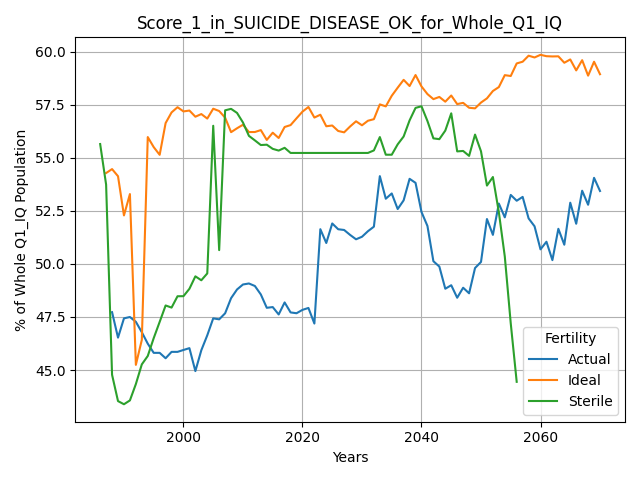 Score_1_in_SUICIDE_DISEASE_OK_for_Whole_Q1_IQ
% of Whole Q1_IQ Population
60.0
57.5
55.0
52.5
50.0
47.5
45.0
Fertility
Actual
Ideal
Sterile
2000
2020
2040
2060
Years